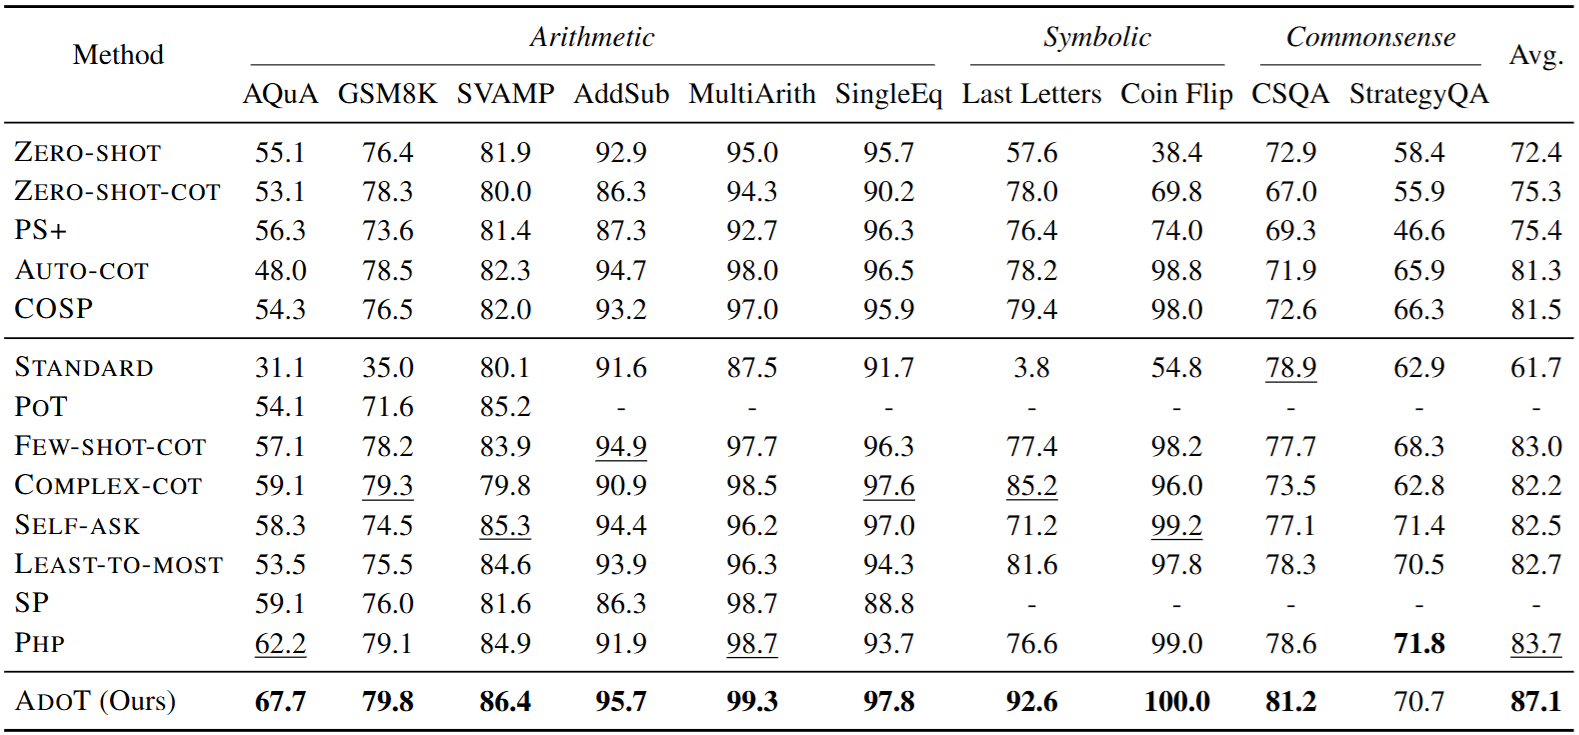 Method Arithmetic Symbolic Commonsense Avg.
AQuA GSM8K SVAMP AddSub MultiArith SingleEq Last Letters Coin Flip CSQA StrategyQA
ZERO-SHOT 55.1 76.4 81.9 92.9 95.0 95.7 57.6 38.4 72.9 58.4 72.4
ZERO-SHOT-COT 53.1 78.3 80.0 86.3 94.3 90.2 78.0 69.8 67.0 55.9 75.3
PS+ 56.3 73.6 81.4 87.3 92.7 96.3 76.4 74.0 69.3 46.6 75.4
AUTO-COT 48.0 78.5 82.3 94.7 98.0 96.5 78.2 98.8 71.9 65.9 81.3
COSP 54.3 76.5 82.0 93.2 97.0 95.9 79.4 98.0 72.6 66.3 81.5
STANDARD 31.1 35.0 80.1 91.6 87.5 91.7 3.8 54.8 78.9 62.9 61.7
POT 54.1 71.6 85.2 - - - - - - - -
FEW-SHOT-COT 57.1 78.2 83.9 94.9 97.7 96.3 77.4 98.2 77.7 68.3 83.0
COMPLEX-COT 59.1 79.3 79.8 90.9 98.5 97.6 85.2 96.0 73.5 62.8 82.2
SELF-ASK 58.3 74.5 85.3 94.4 96.2 97.0 71.2 99.2 77.1 71.4 82.5
LEAST-TO-MOST 53.5 75.5 84.6 93.9 96.3 94.3 81.6 97.8 78.3 70.5 82.7
SP 59.1 76.0 81.6 86.3 98.7 88.8 - - - - -
PHP 62.2 79.1 84.9 91.9 98.7 93.7 76.6 99.0 78.6 71.8 83.7
ADOT (Ours) 67.7 79.8 86.4 95.7 99.3 97.8 92.6 100.0 81.2 70.7 87.1